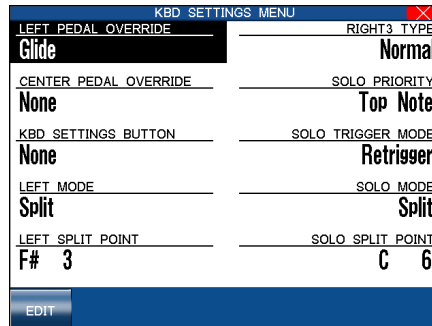 KBD SETTINGS MENU
LEFT PEDAL OVERRIDE
Glide
RIGHT3 TYPE
Normal
CENTER PEDAL OVERRIDE
None
SOLO PRIORITY
Top Note
KBD SETTINGS BUTTON
None
SOLO TRIGGER MODE
Retrigger
LEFT MODE
Split
SOLO MODE
Split
LEFT SPLIT POINT
F# 3
SOLO SPLIT POINT
C 6
EDIT